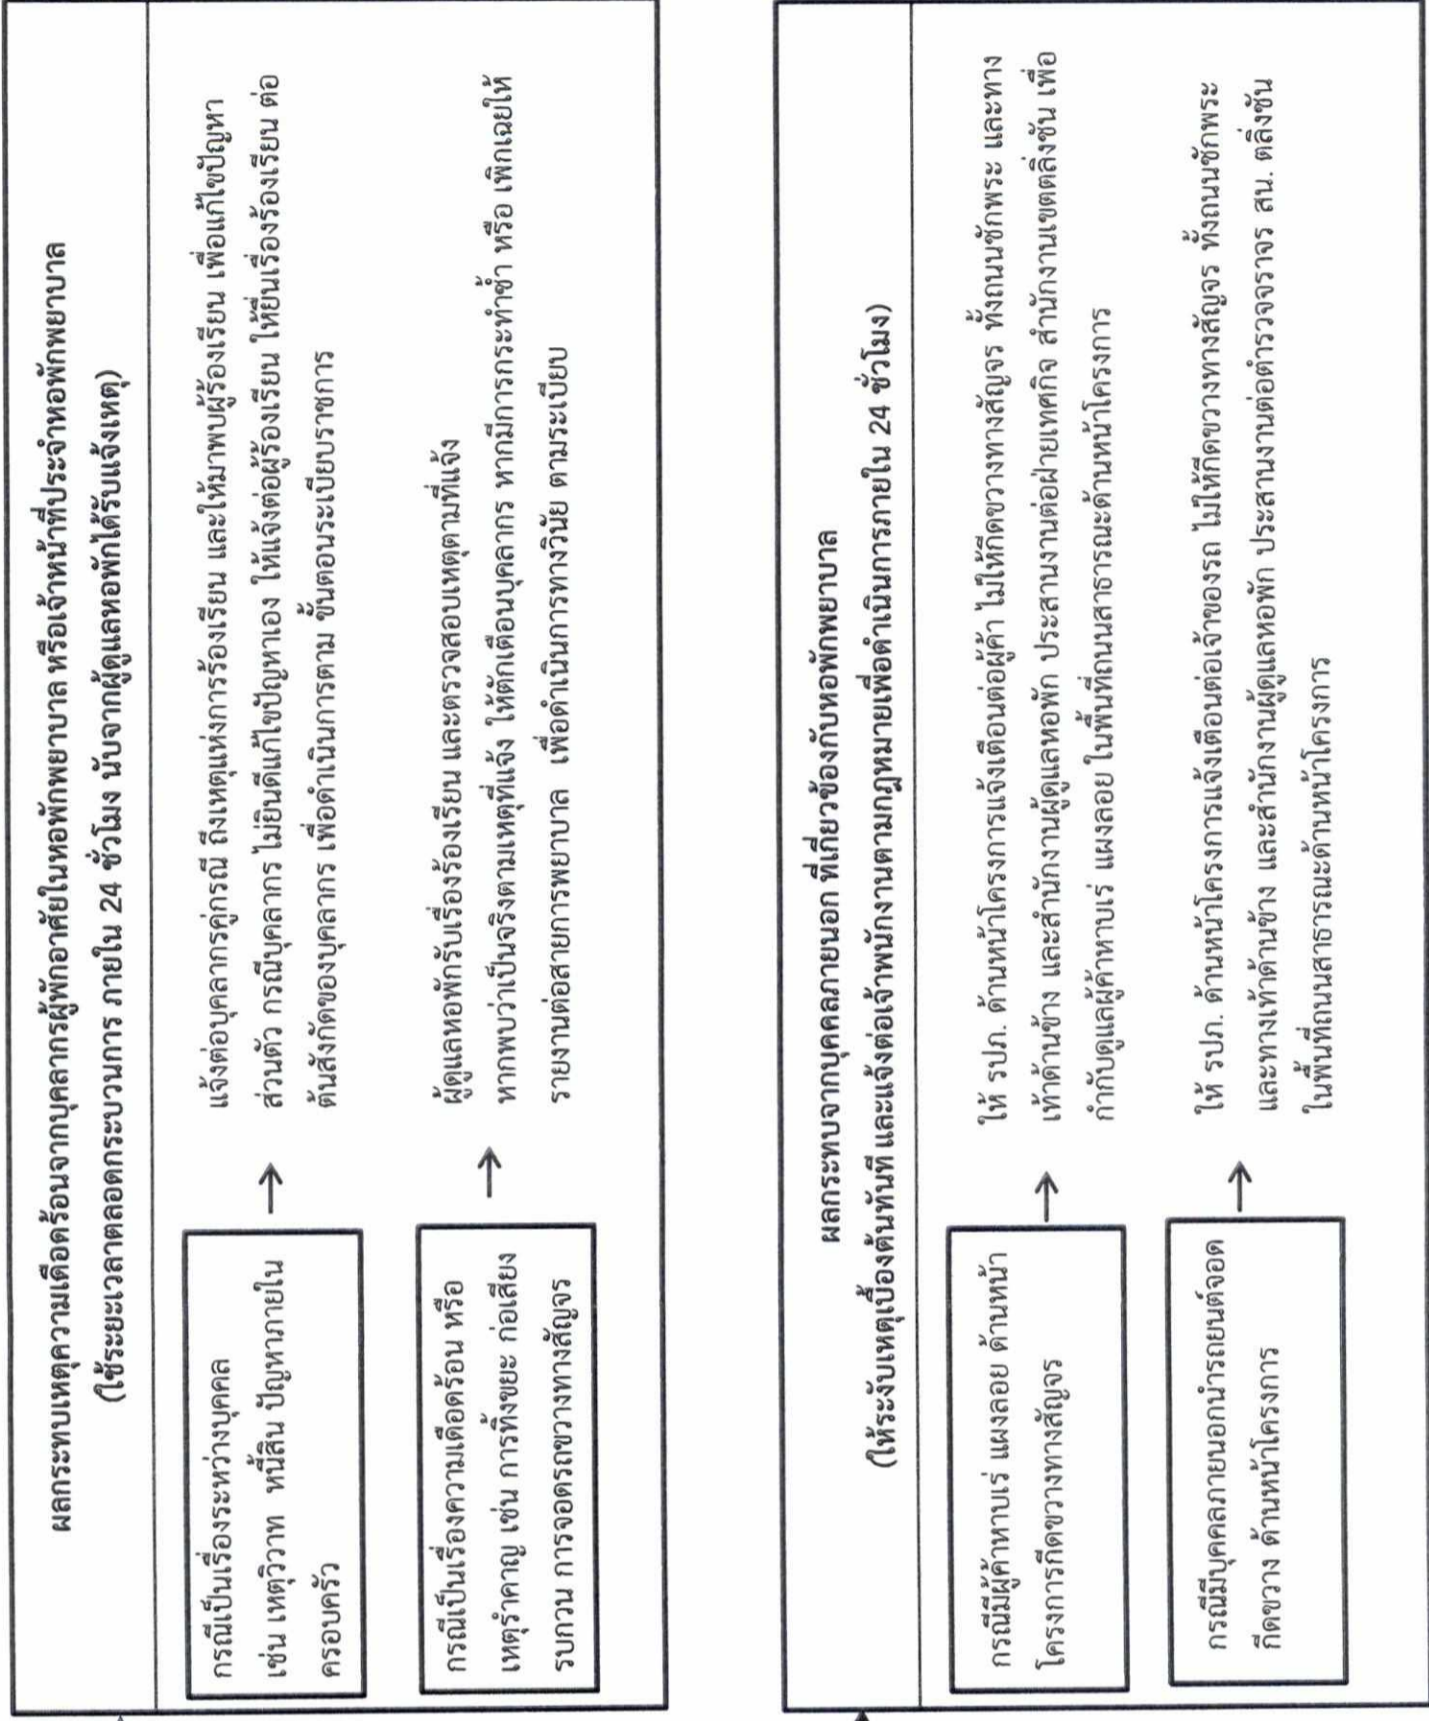 ผลกระทบเหตุความเดือดร้อนจากบุคลากรผู้พักอาศัยในหอพักพยาบาล หรือเจ้าหน้าที่ประจำหอพักพยาบาล
(ใช้ระยะเวลาตลอดกระบวนการ ภายใน 24 ชั่วโมง นับจากผู้ดูแลหอพักได้รับแจ้งเหตุ)
กรณีเป็นเรื่องระหว่างบุคคล
เช่น เหตุวิวาท หนี้สิน ปัญหาภายใน
ครอบครัว
→
แจ้งต่อบุคลากรคู่กรณี ถึงเหตุแห่งการร้องเรียน และให้มาพบผู้ร้องเรียน เพื่อแก้ไขปัญหา
ส่วนตัว กรณีบุคลากร ไม่ยินดีแก้ไขปัญหาเอง ให้แจ้งต่อผู้ร้องเรียน ให้ยื่นเรื่องร้องเรียน ต่อ
ต้นสังกัดของบุคลากร เพื่อดำเนินการตาม ขั้นตอนระเบียบราชการ
กรณีเป็นเรื่องความเดือดร้อน หรือ
เหตุรำคาญ เช่น การทิ้งขยะ ก่อเสียง
รบกวน การจอดรถขวางทางสัญจร
→
ผู้ดูแลหอพักรับเรื่องร้องเรียน และตรวจสอบเหตุตามที่แจ้ง
หากพบว่าเป็นจริงตามเหตุที่แจ้ง ให้ตักเตือนบุคลากร หากมีการกระทำซ้ำ หรือ เพิกเฉยให้
รายงานต่อสายการพยาบาล เพื่อดำเนินการทางวินัย ตามระเบียบ
ผลกระทบจากบุคคลภายนอก ที่เกี่ยวข้องกับหอพักพยาบาล
(ให้ระงับเหตุเบื้องต้นทันที และแจ้งต่อเจ้าพนักงานตามกฎหมายเพื่อดำเนินการภายใน 24 ชั่วโมง)
กรณีมีผู้ค้าหาบเร่ แผงลอย ด้านหน้า
โครงการกีดขวางทางสัญจร
→
ให้ รปภ. ด้านหน้าโครงการแจ้งเตือนต่อผู้ค้า ไม่ให้กีดขวางทางสัญจร ทั้งถนนชักพระ และทาง
เท้าด้านข้าง และสำนักงานผู้ดูแลหอพัก ประสานงานต่อฝ่ายเทศกิจ สำนักงานเขตตลิ่งชัน เพื่อ
กำกับดูแลผู้ค้าหาบเร่ แผงลอย ในพื้นที่ถนนสาธารณะด้านหน้าโครงการ
กรณีมีบุคคลภายนอกนำรถยนต์จอด
กีดขวาง ด้านหน้าโครงการ
→
ให้ รปภ. ด้านหน้าโครงการแจ้งเตือนต่อเจ้าของรถ ไม่ให้กีดขวางทางสัญจร ทั้งถนนชักพระ
และทางเท้าด้านข้าง และสำนักงานผู้ดูแลหอพัก ประสานงานต่อตำรวจจราจร สน. ตลิ่งชัน
ในพื้นที่ถนนสาธารณะด้านหน้าโครงการ